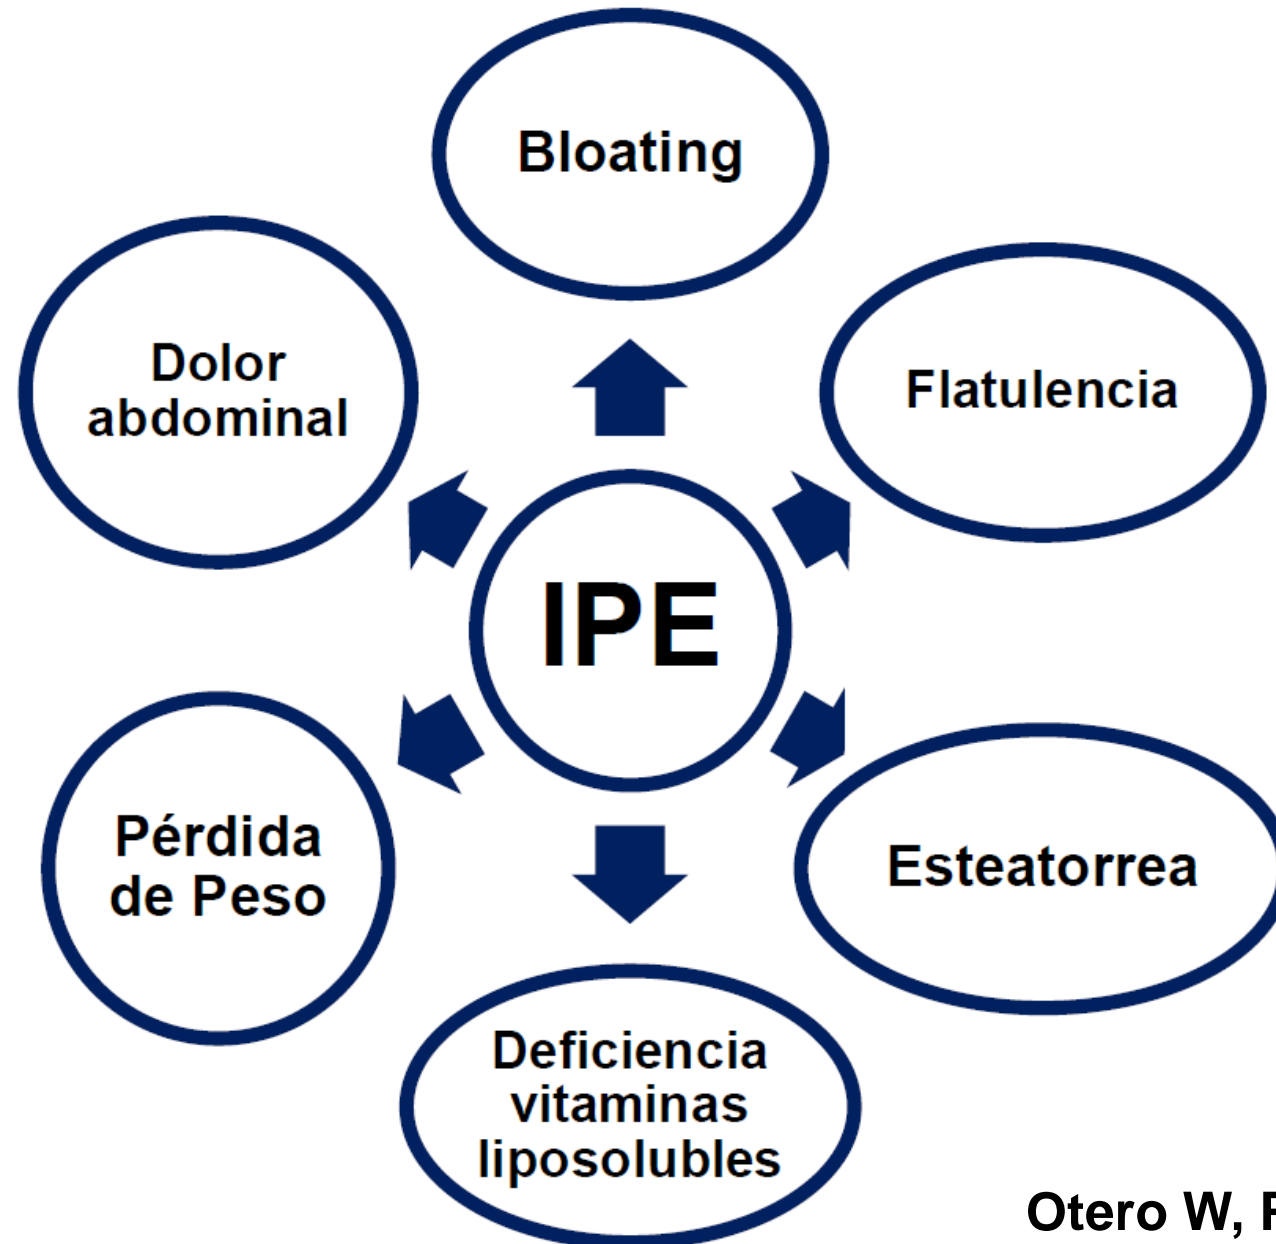 Bloating
Dolor
abdominal
Flatulencia
IPE
Pérdida
de Peso
Esteatorrea
Deficiencia
vitaminas
liposolubles
Otero W,